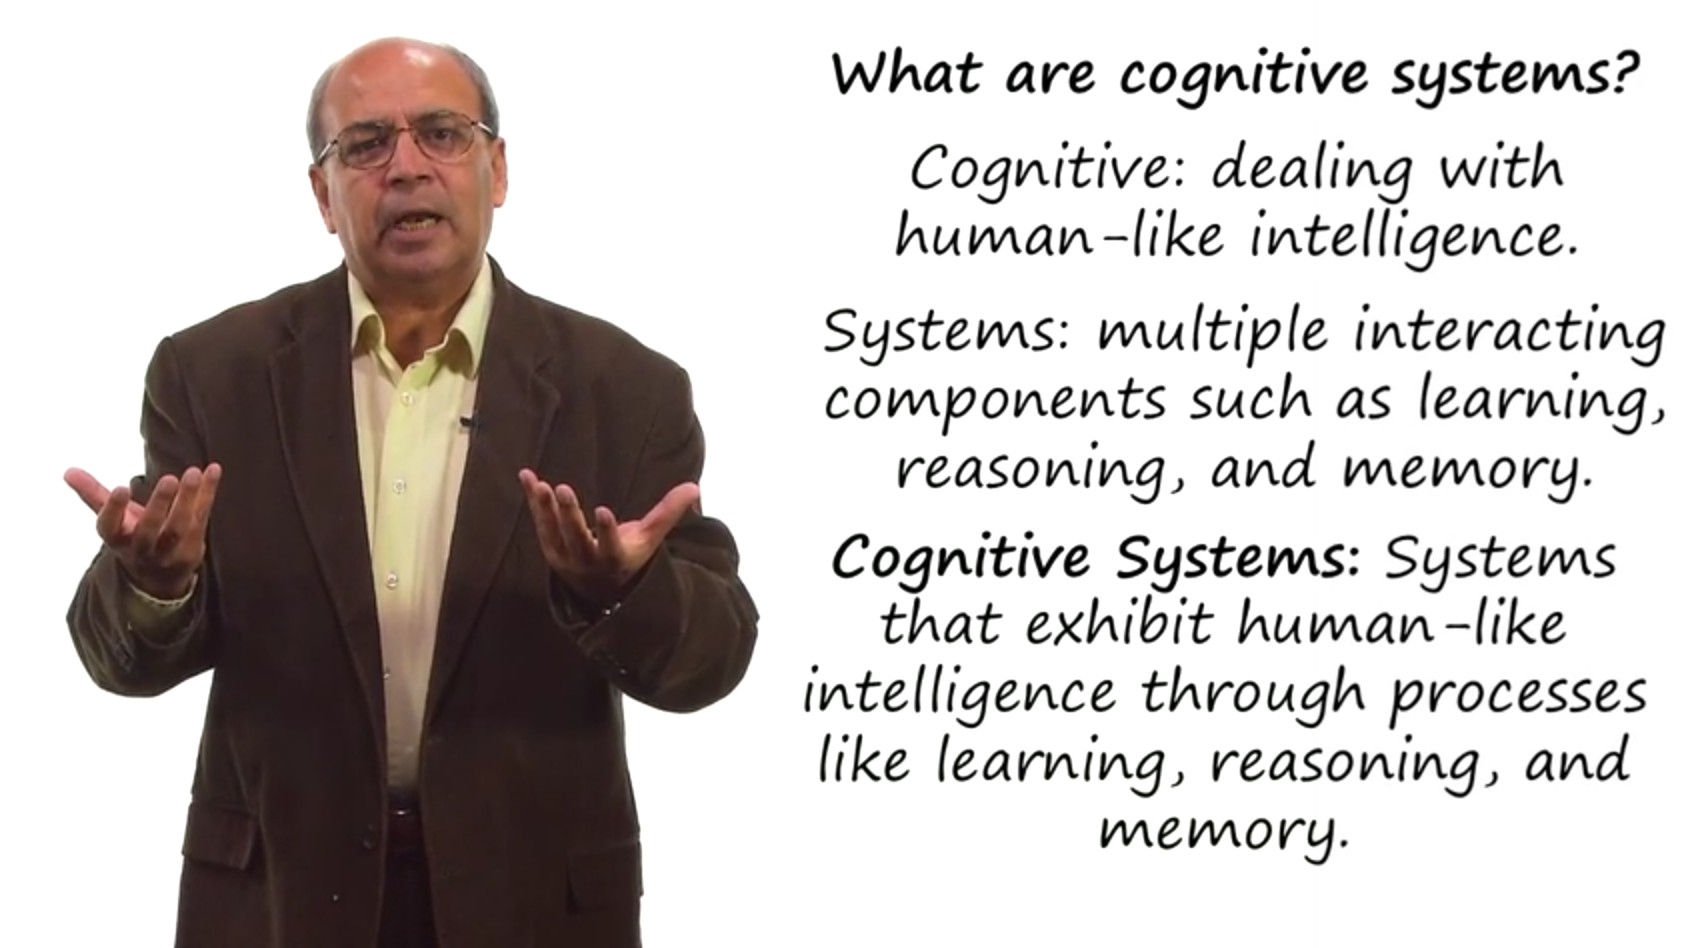 What are cognitive systems?
Cognitive: dealing with
human-like intelligence.
Systems: multiple interacting
components such as learning,
reasoning, and memory.
Cognitive Systems: Systems
that exhibit human-like
intelligence through processes
like learning, reasoning, and
memory.